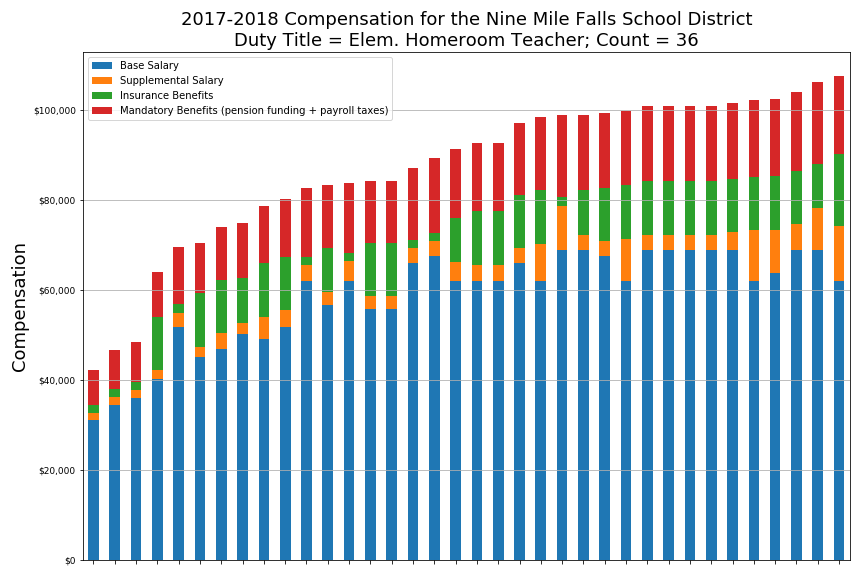 2017-2018 Compensation for the Nine Mile Falls School District
Duty Title = Elem. Homeroom Teacher; Count = 36
Base Salary
Supplemental Salary
Insurance Benefits
Mandatory Benefits (pension funding + payroll taxes)
$100,000
$80,000
$60,000
$40,000
$20,000
$0
Compensation